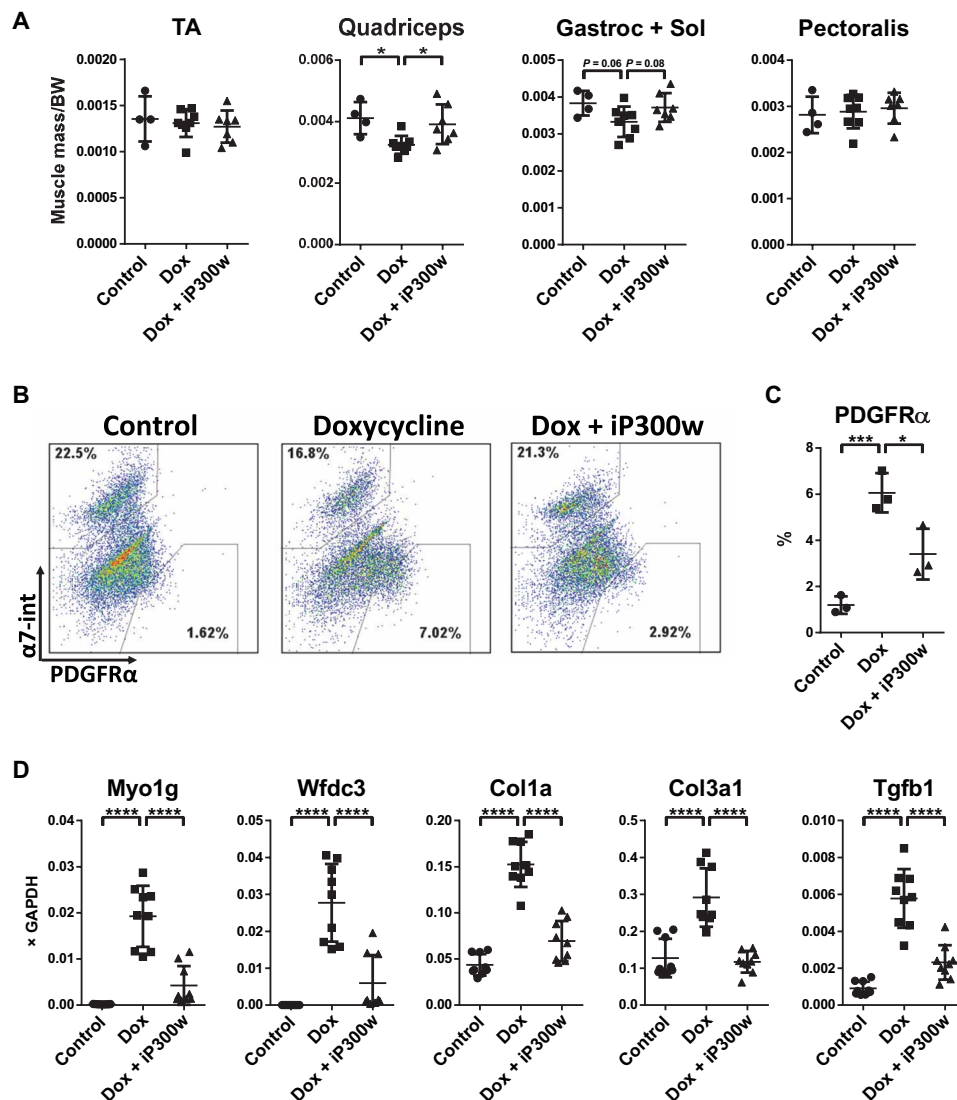 A
TA
Quadriceps
Gastroc + Sol
Pectoralis
Muscle mass/BW
0.0020
0.0015
0.0010
0.0005
0.0000
Control
Dox
Dox + iP300w
0.006
0.004
0.002
0.000
* *
Control
Dox
Dox + iP300w
0.005
0.004
0.003
0.002
0.001
0.000
P = 0.06 P = 0.08
Control
Dox
Dox + iP300w
0.004
0.003
0.002
0.001
0.000
Control
Dox
Dox + iP300w
B
Control
Doxycycline
Dox + iP300w
22.5%
1.62%
16.8%
7.02%
21.3%
2.92%
α7-int
PDGFRα
C
PDGFRα
*** *
%
8
6
4
2
0
Control
Dox
Dox + iP300w
D
Myo1g
Wfdc3
Col1a
Col3a1
Tgfb1
× GAPDH
**** ****
0.04
0.03
0.02
0.01
0.00
Control
Dox
Dox + iP300w
**** ****
0.05
0.04
0.03
0.02
0.01
0.00
Control
Dox
Dox + iP300w
**** ****
0.20
0.15
0.10
0.05
0.00
Control
Dox
Dox + iP300w
**** ****
0.5
0.4
0.3
0.2
0.1
0.0
Control
Dox
Dox + iP300w
**** ****
0.010
0.008
0.006
0.004
0.002
0.000
Control
Dox
Dox + iP300w